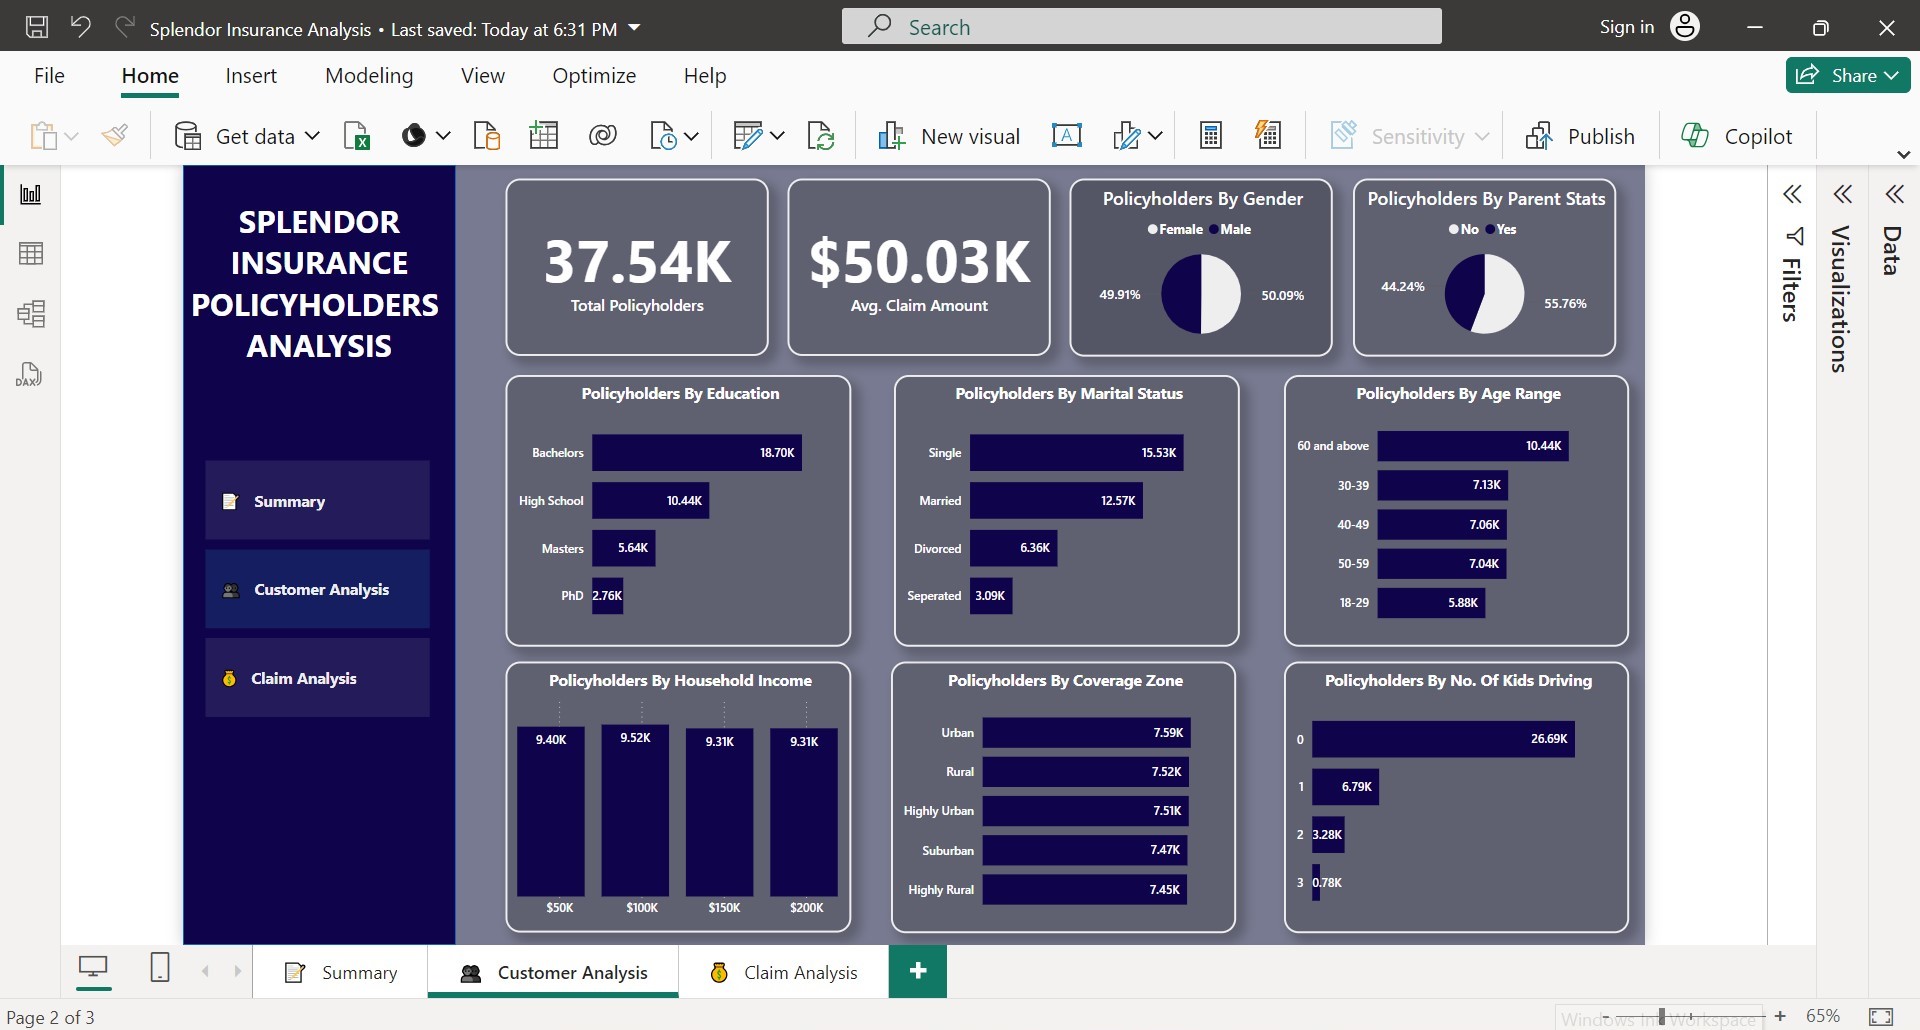 Splendor Insurance Analysis • Last saved: Today at 6:31 PM
Search
Sign in
File Home Insert Modeling View Optimize Help
Share
Get data
New visual
A
Sensitivity
Publish
Copilot
DAX
SPLENDOR
INSURANCE
POLICYHOLDERS
ANALYSIS
Summary
Customer Analysis
Claim Analysis
37.54K
Total Policyholders
$50.03K
Avg. Claim Amount
Policyholders By Gender
Female Male
49.91%
50.09%
Policyholders By Parent Stats
No Yes
44.24%
55.76%
Policyholders By Education
Bachelors 18.70K
High School 10.44K
Masters 5.64K
PhD 2.76K
Policyholders By Marital Status
Single 15.53K
Married 12.57K
Divorced 6.36K
Seperated 3.09K
Policyholders By Age Range
60 and above 10.44K
30-39 7.13K
40-49 7.06K
50-59 7.04K
18-29 5.88K
Policyholders By Household Income
9.40K 9.52K 9.31K 9.31K
$50K $100K $150K $200K
Policyholders By Coverage Zone
Urban 7.59K
Rural 7.52K
Highly Urban 7.51K
Suburban 7.47K
Highly Rural 7.45K
Policyholders By No. Of Kids Driving
0 26.69K
1 6.79K
2 3.28K
3 0.78K
Filters
Visualizations
Data
Summary
Customer Analysis
Claim Analysis
+
Page 2 of 3
Windows Ink Workspace
- + 65%